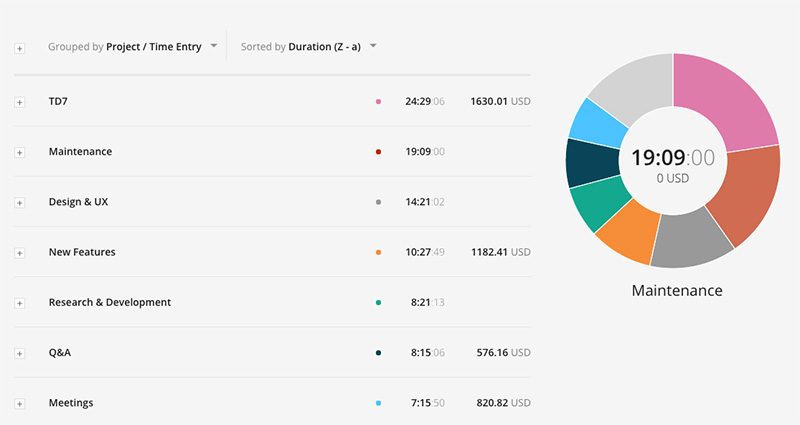 Grouped by Project / Time Entry Sorted by Duration (Z - a)
TD7 24:29:06 1630.01 USD
Maintenance 19:09:00
Design & UX 14:21:02
New Features 10:27:49 1182.41 USD
Research & Development 8:21:13
Q&A 8:15:06 576.16 USD
Meetings 7:15:50 820.82 USD
19:09:00
0 USD
Maintenance